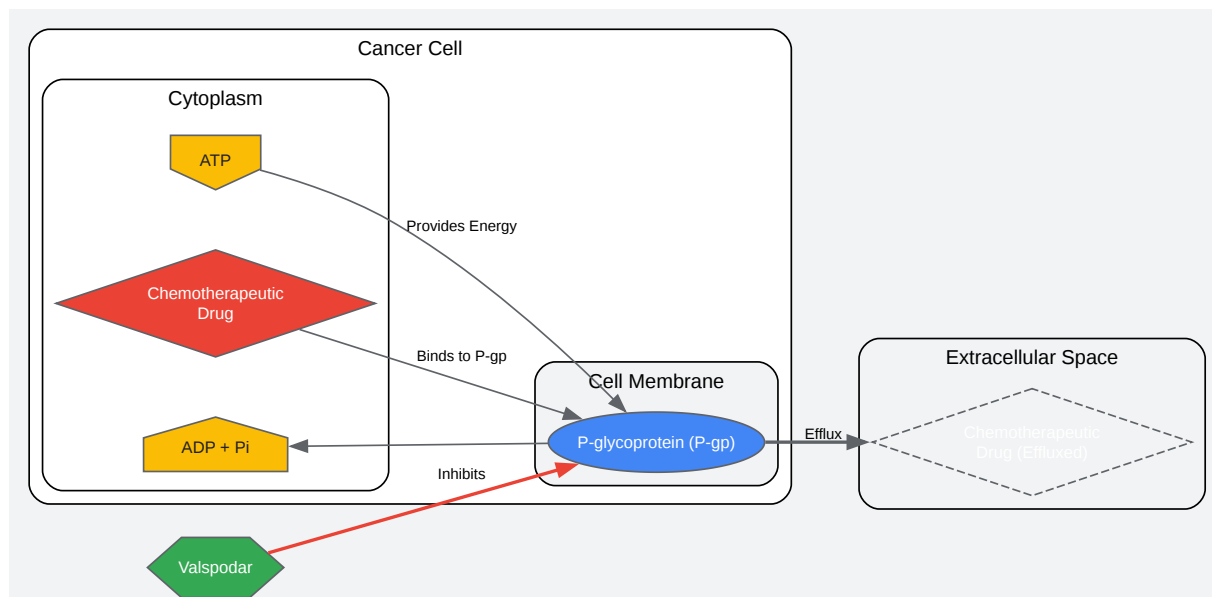 Cancer Cell
Cytoplasm
ATP
Provides Energy
Chemotherapeutic
Drug
Binds to P-gp
Cell Membrane
Extracellular Space
P-glycoprotein (P-gp)
Efflux
Chemotherapeutic
Drug (Effluxed)
ADP + Pi
Inhibits
Valspodar